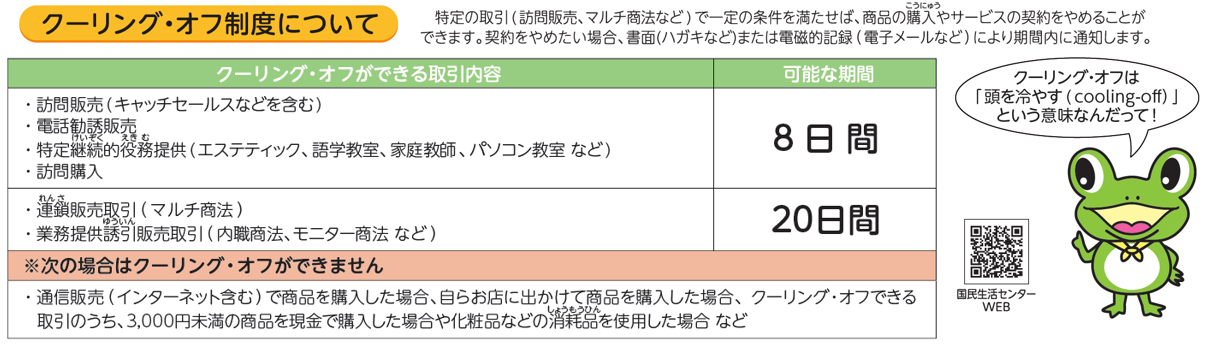 クーリング・オフ制度について
特定の取引(訪問販売、マルチ商法など)で一定の条件を満たせば、商品の購入やサービスの契約をやめることが
こうにゅう
できます。契約をやめたい場合、書面(ハガキなど)または電磁的記録(電子メールなど)により期間内に通知します。
クーリング・オフができる取引内容
可能な期間
・訪問販売(キャッチセールスなどを含む)
・電話勧誘販売
・特定継続的役務提供(エステティック、語学教室、家庭教師、パソコン教室 など)
けいぞく えきむ
・訪問購入
8日間
・連鎖販売取引(マルチ商法)
れんさ
・業務提供誘引販売取引(内職商法、モニター商法 など)
ゆういん
20日間
※次の場合はクーリング・オフができません
・通信販売(インターネット含む)で商品を購入した場合、自らお店に出かけて商品を購入した場合、クーリング・オフできる
取引のうち、3,000円未満の商品を現金で購入した場合や化粧品などの消耗品を使用した場合 など
しょうもうひん
クーリング・オフは
「頭を冷やす(cooling-off)」
という意味なんだって!
国民生活センター
WEB